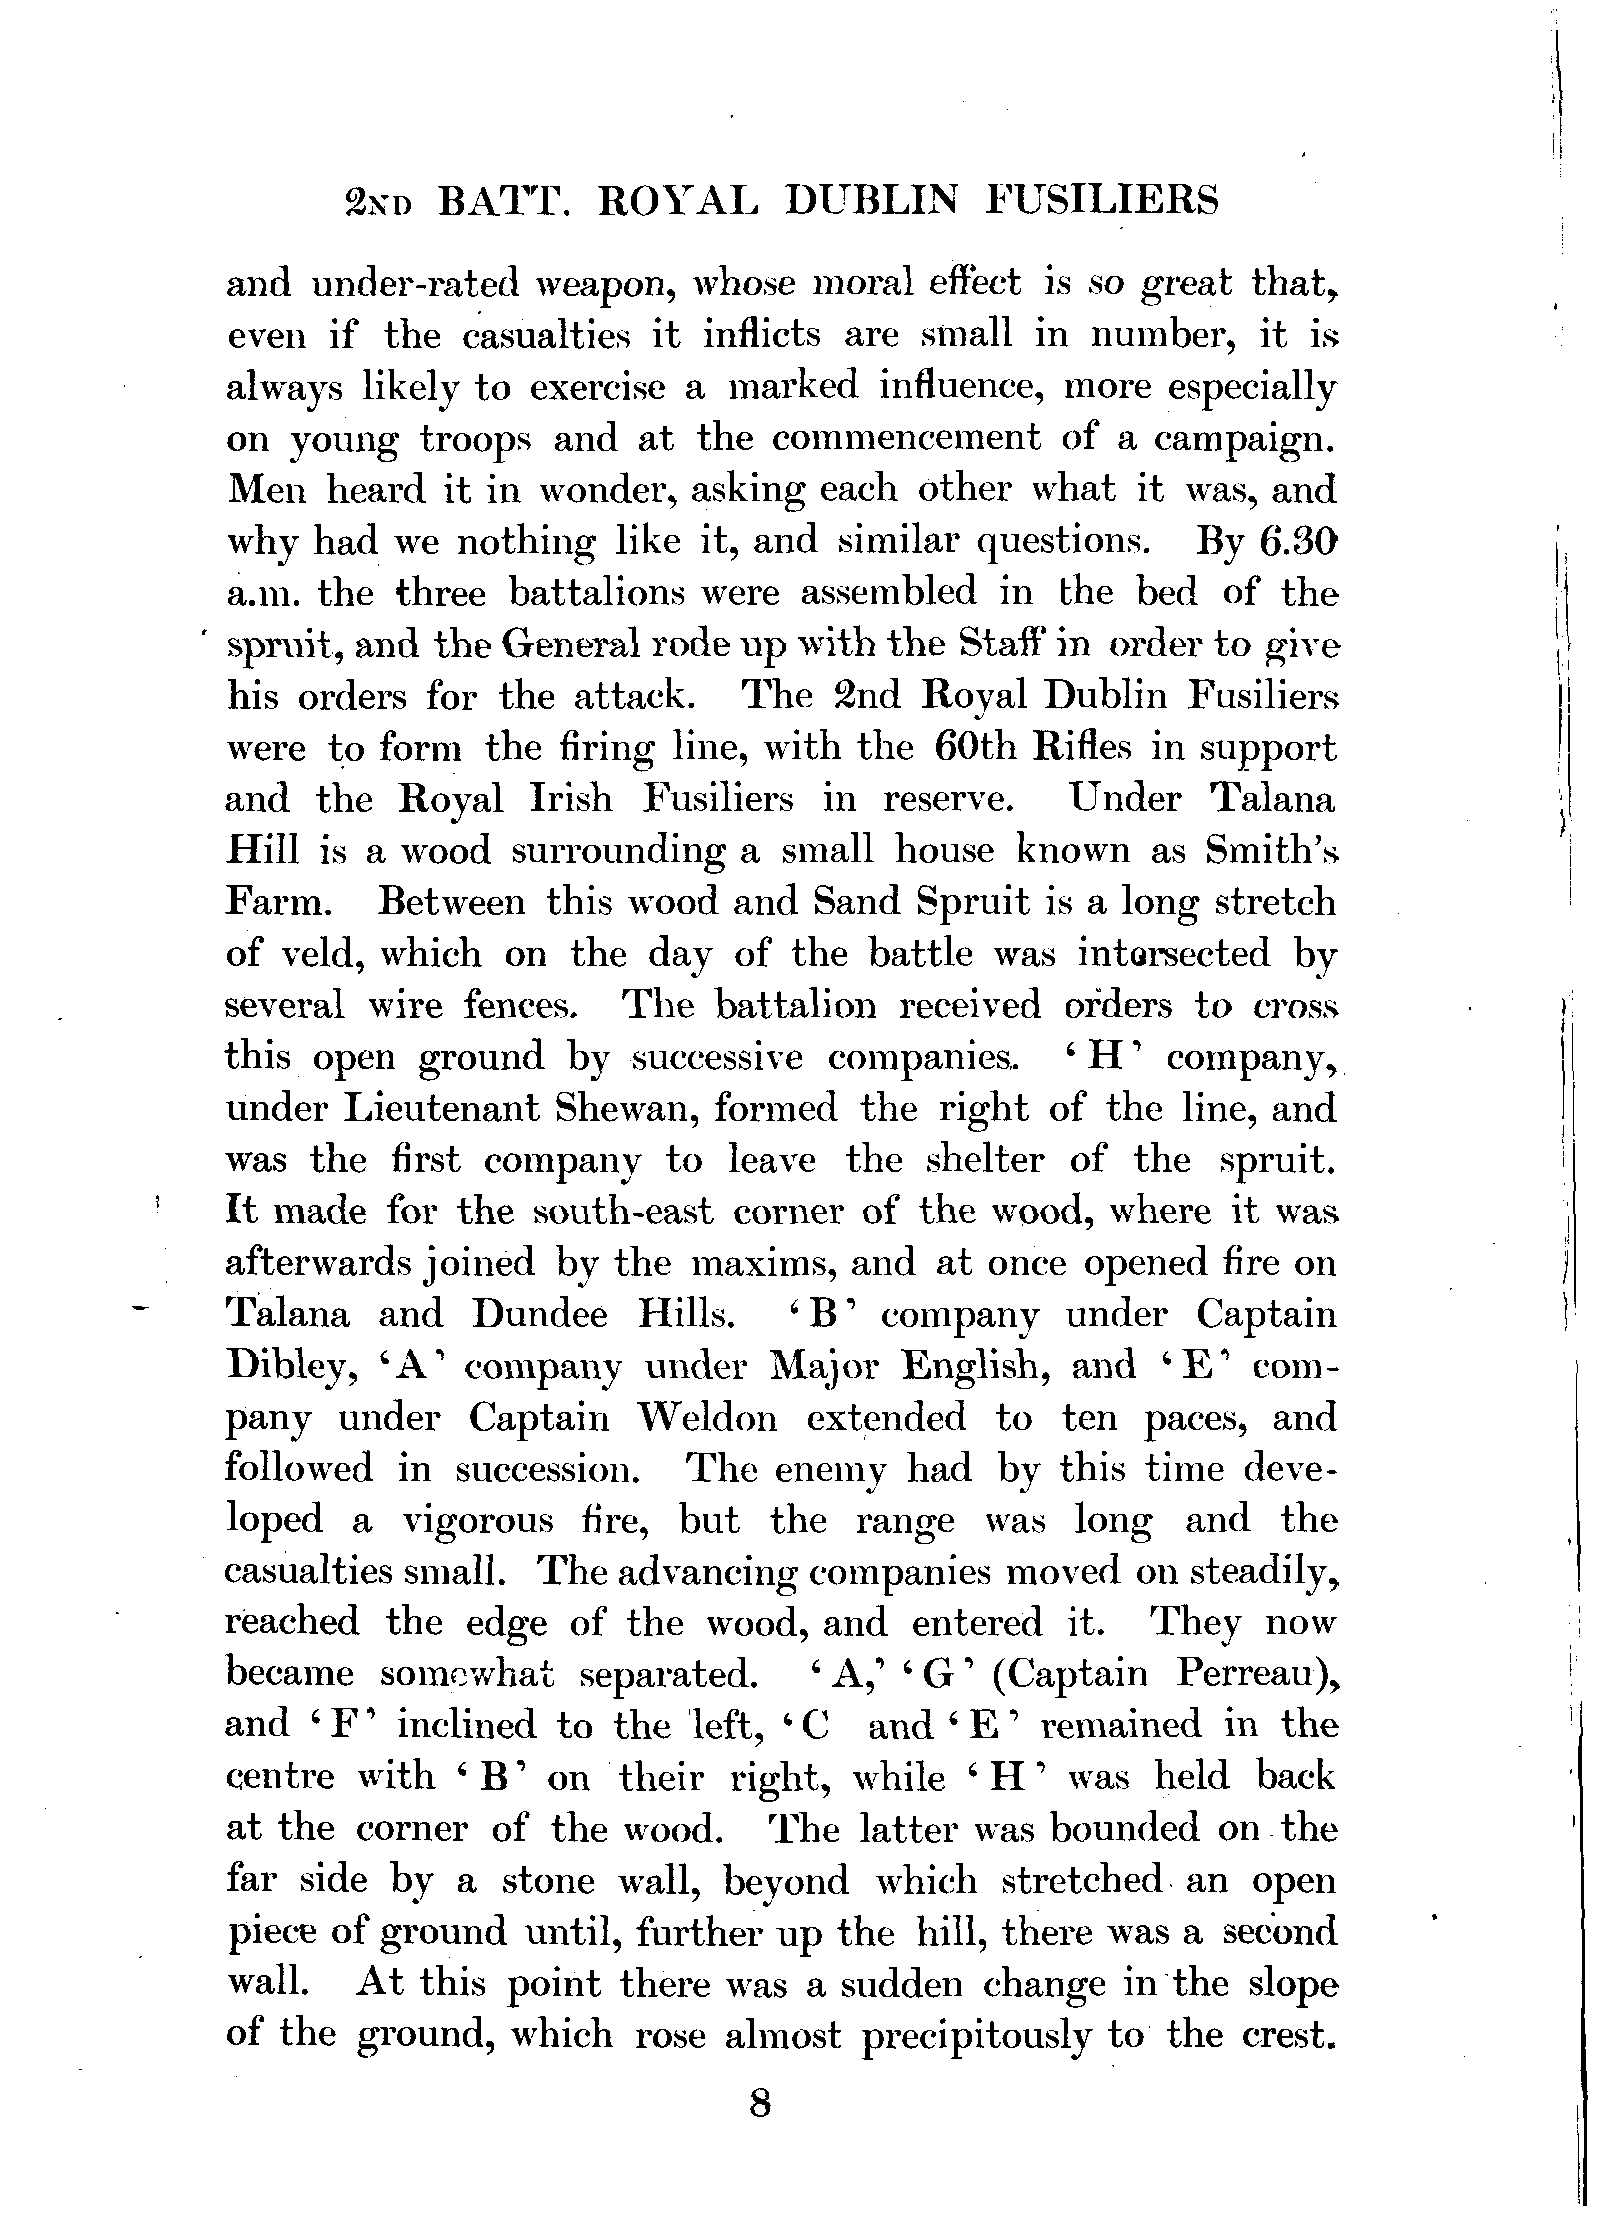 2ND BATT. ROYAL DUBLIN FUSILIERS
and under-rated weapon, whose moral effect is so great that,
even if the casualties it inflicts are small in number, it is
always likely to exercise a marked influence, more especially
on young troops and at the commencement of a campaign.
Men heard it in wonder, asking each other what it was, and
why had we nothing like it, and similar questions. By 6.30
a.m. the three battalions were assembled in the bed of the
spruit, and the General rode up with the Staff in order to give
his orders for the attack. The 2nd Royal Dublin Fusiliers
were to form the firing line, with the 60th Rifles in support
and the Royal Irish Fusiliers in reserve. Under Talana
Hill is a wood surrounding a small house known as Smith's
Farm. Between this wood and Sand Spruit is a long stretch
of veld, which on the day of the battle was intersected by
several wire fences. The battalion received orders to cross
this open ground by successive companies. ‘H’ company,
under Lieutenant Shewan, formed the right of the line, and
was the first company to leave the shelter of the spruit.
It made for the south-east corner of the wood, where it was
afterwards joined by the maxims, and at once opened fire on
Talana and Dundee Hills. ‘B’ company under Captain
Dibley, ‘A’ company under Major English, and ‘E’ com-
pany under Captain Weldon extended to ten paces, and
followed in succession. The enemy had by this time deve-
loped a vigorous fire, but the range was long and the
casualties small. The advancing companies moved on steadily,
reached the edge of the wood, and entered it. They now
became somewhat separated. ‘A,’ ‘G’ (Captain Perreau),
and ‘F’ inclined to the left, ‘C and ‘E’ remained in the
centre with ‘B’ on their right, while ‘H’ was held back
at the corner of the wood. The latter was bounded on the
far side by a stone wall, beyond which stretched an open
piece of ground until, further up the hill, there was a second
wall. At this point there was a sudden change in the slope
of the ground, which rose almost precipitously to the crest.
8